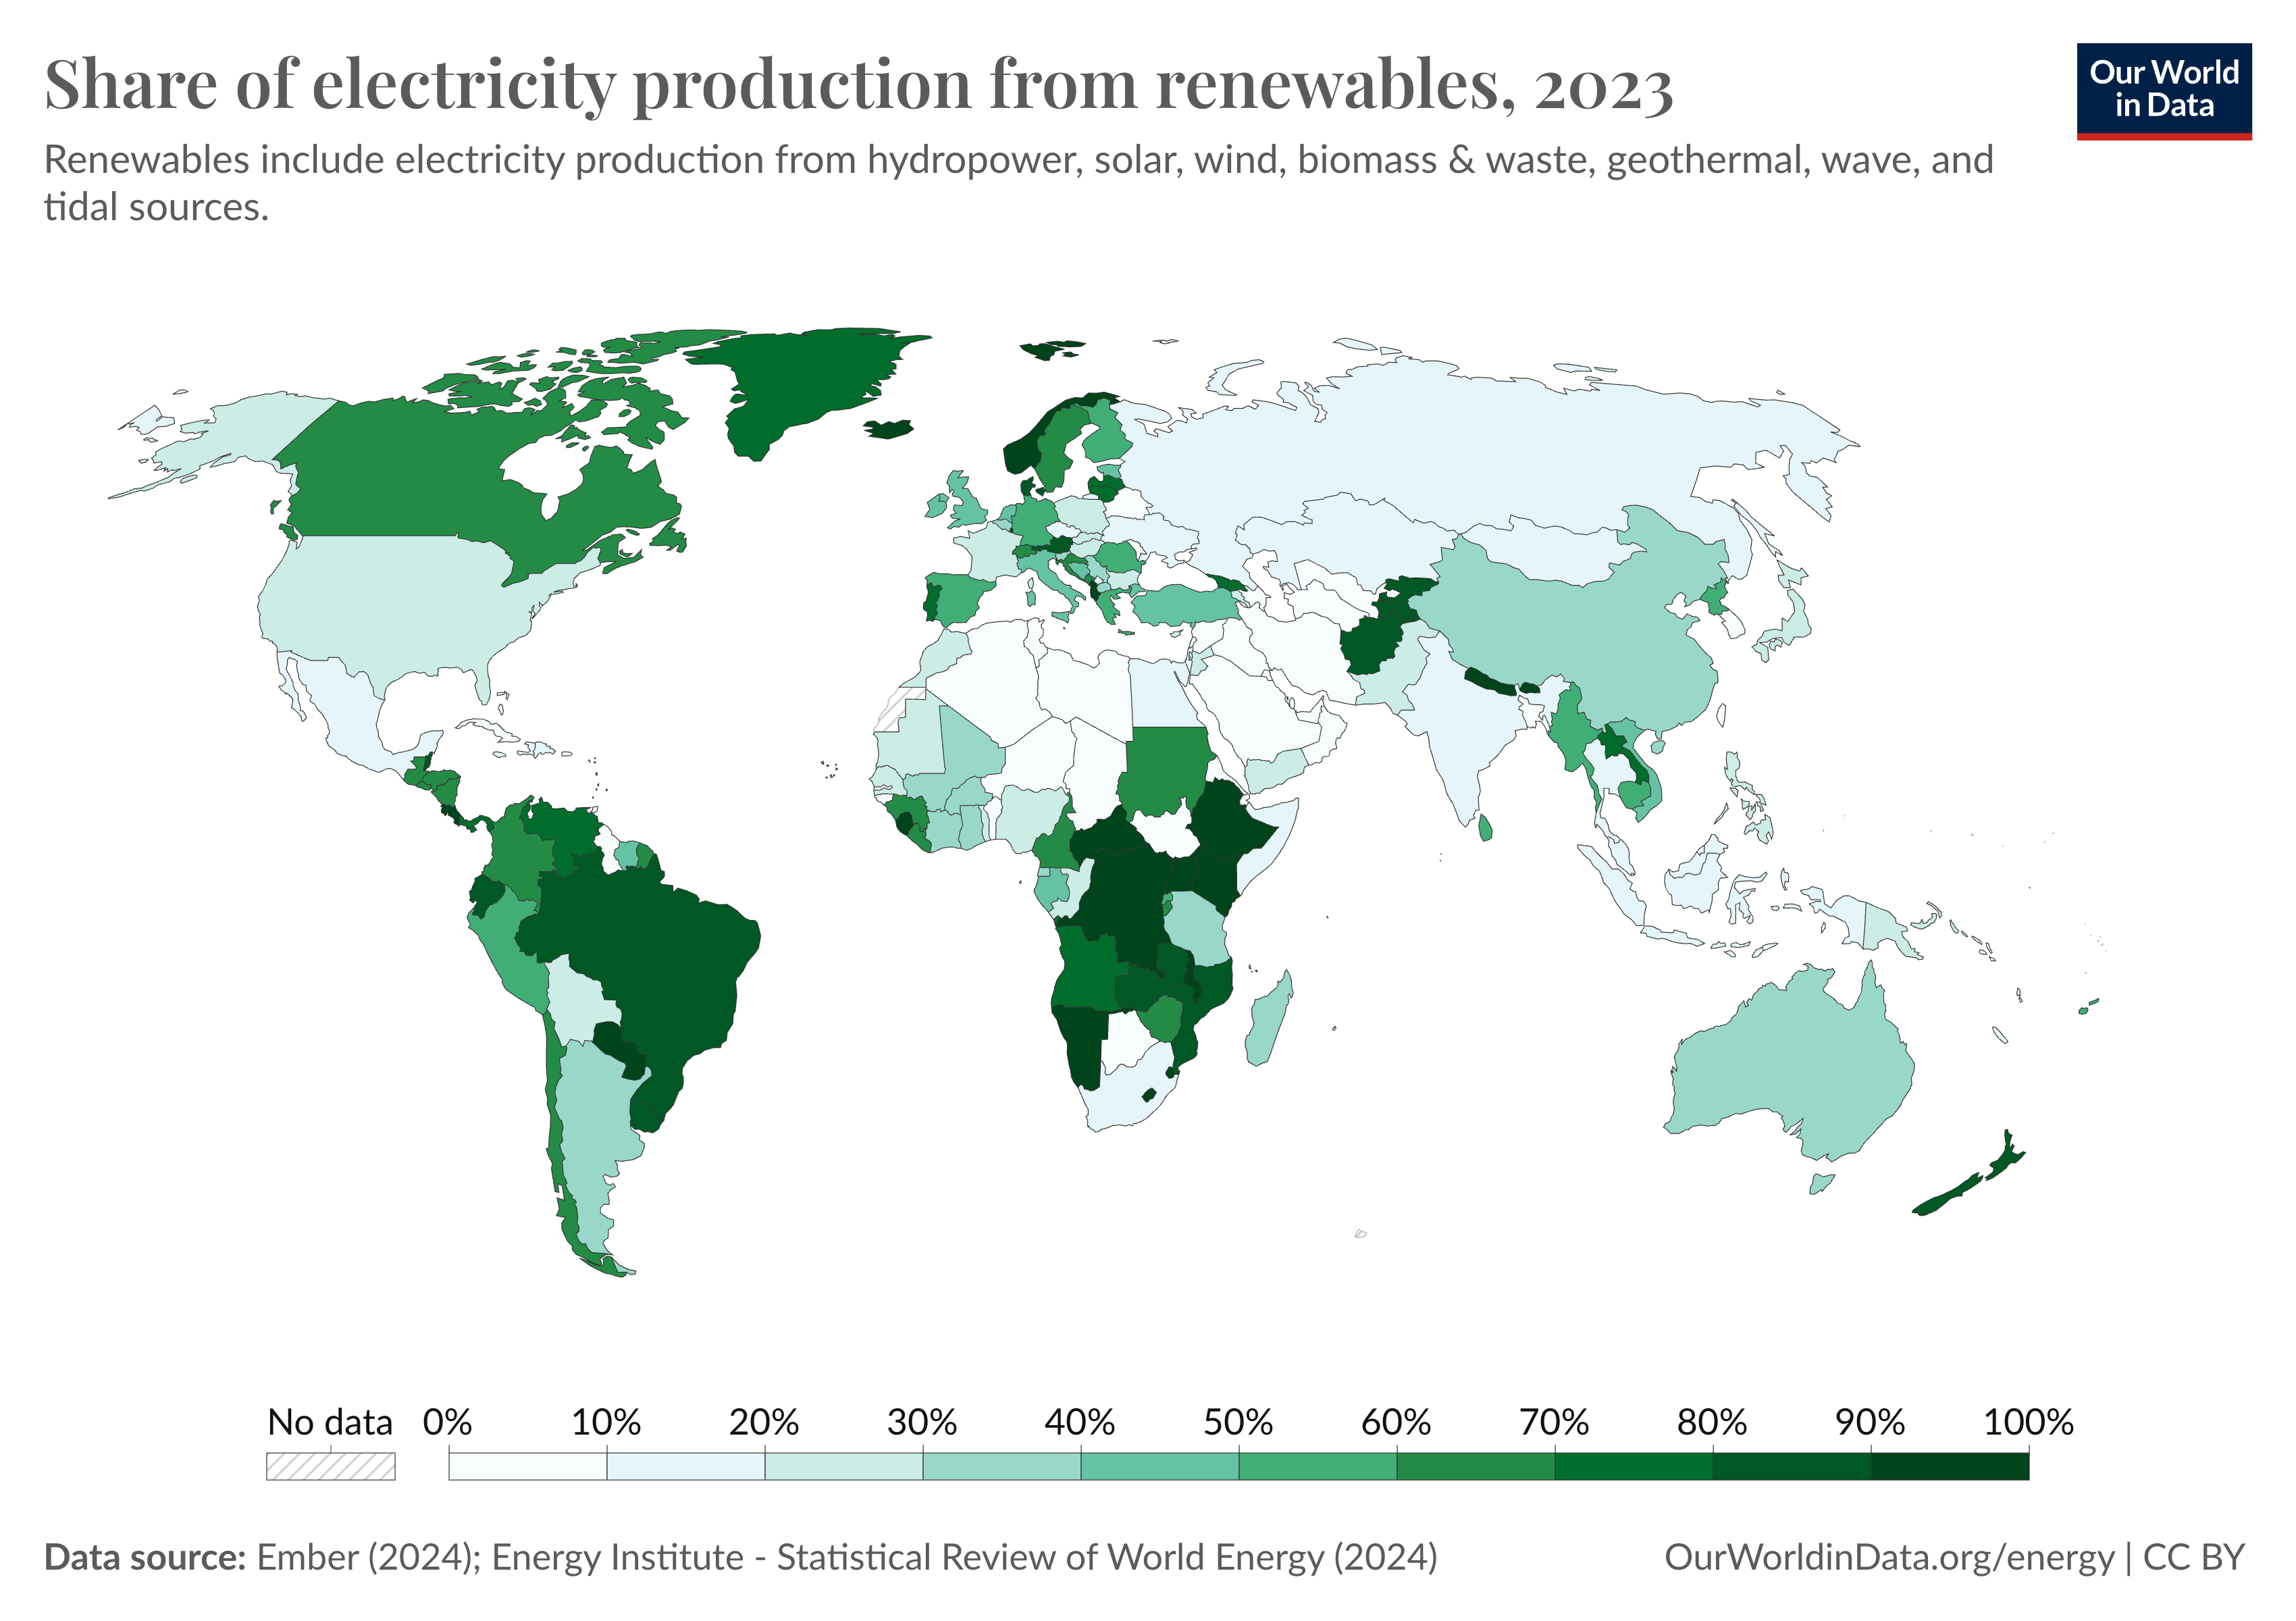 Share of electricity production from renewables, 2023
Our World
in Data
Renewables include electricity production from hydropower, solar, wind, biomass & waste, geothermal, wave, and
tidal sources.
No data 0% 10% 20% 30% 40% 50% 60% 70% 80% 90% 100%
Data source: Ember (2024); Energy Institute - Statistical Review of World Energy (2024)
OurWorldinData.org/energy | CC BY